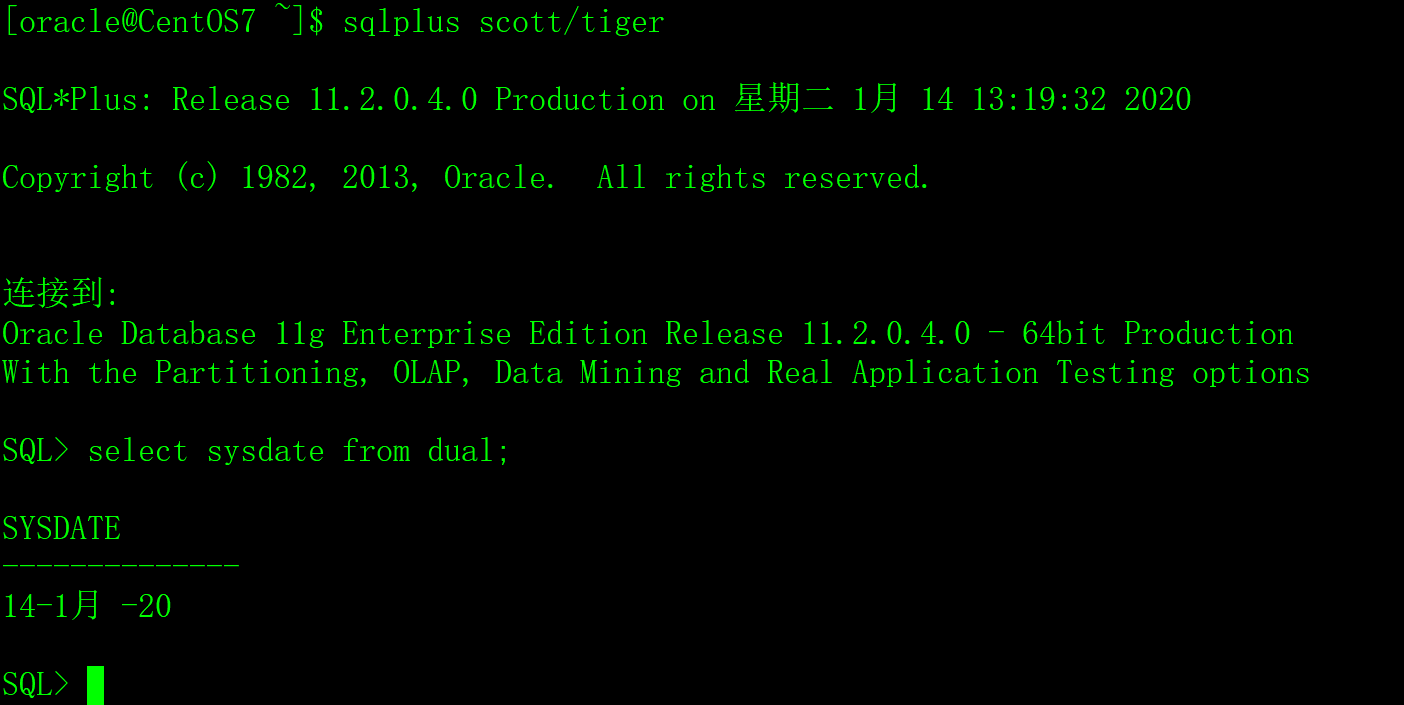 [oracle@CentOS7 ~]$ sqlplus scott/tiger
SQL*Plus: Release 11.2.0.4.0 Production on 星期二 1月 14 13:19:32 2020
Copyright (c) 1982, 2013, Oracle.  All rights reserved.
连接到:
Oracle Database 11g Enterprise Edition Release 11.2.0.4.0 - 64bit Production
With the Partitioning, OLAP, Data Mining and Real Application Testing options
SQL> select sysdate from dual;
SYSDATE
--------------
14-1月 -20
SQL>